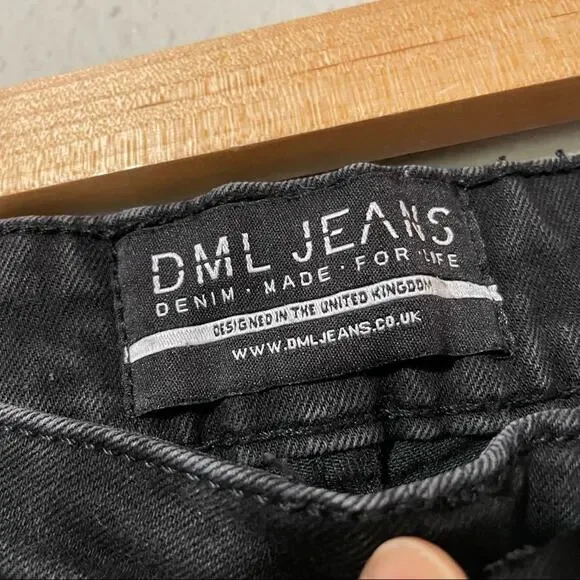 DML JEANS
DENIM · MADE · FOR · LIFE
DESIGNED IN THE UNITED KINGDOM
WWW.DMLJEANS.CO.UK